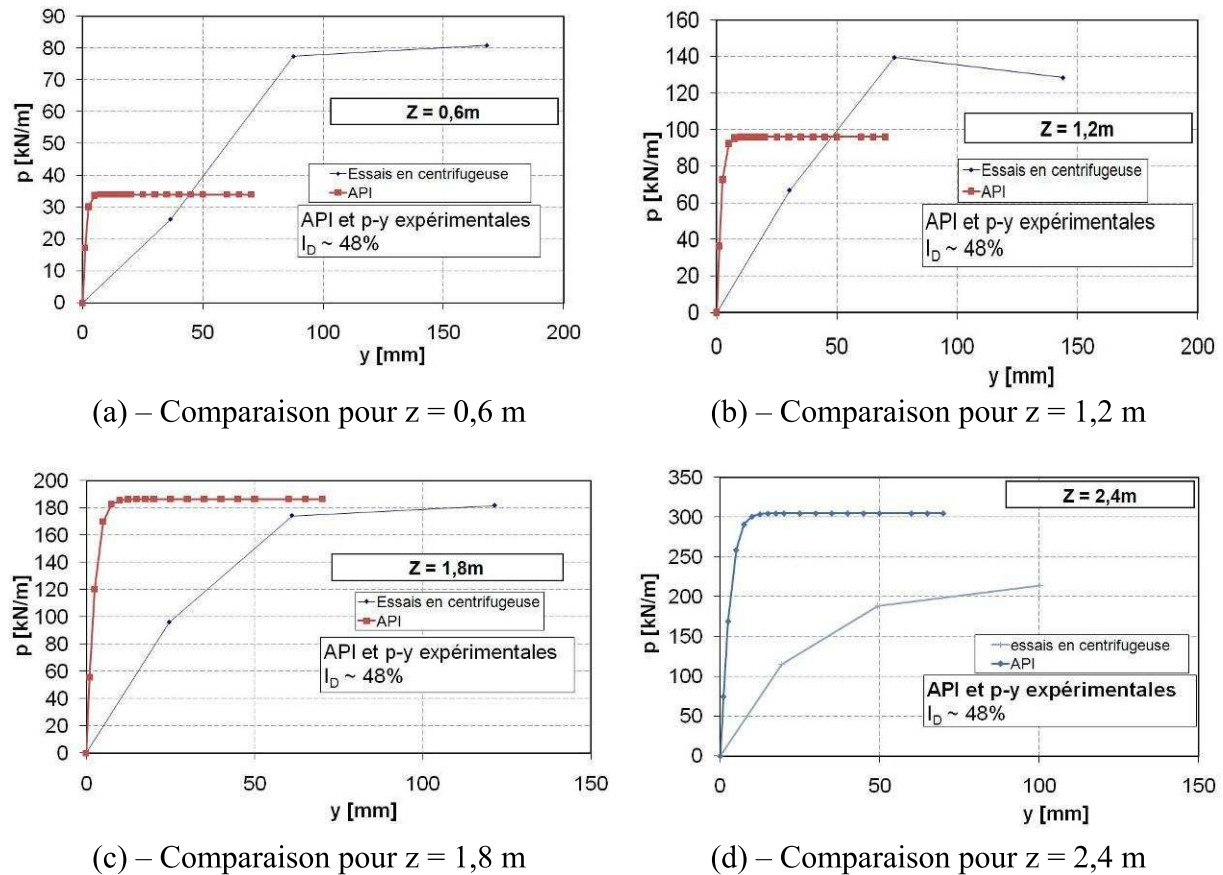 90
80
70
60
50
40
30
20
10
0
p [kN/m]
0 50 100 150 200
y [mm]
Z = 0,6m
Essais en centrifugeuse
API
API et p-y expérimentales
I_D ~ 48%
(a) – Comparaison pour z = 0,6 m
160
140
120
100
80
60
40
20
0
p [kN/m]
0 50 100 150 200
y [mm]
Z = 1,2m
Essais en centrifugeuse
API
API et p-y expérimentales
I_D ~ 48%
(b) – Comparaison pour z = 1,2 m
200
180
160
140
120
100
80
60
40
20
0
p [kN/m]
0 50 100 150
y [mm]
Z = 1,8m
Essais en centrifugeuse
API
API et p-y expérimentales
I_D ~ 48%
(c) – Comparaison pour z = 1,8 m
350
300
250
200
150
100
50
0
p [kN/m]
0 50 100 150
y [mm]
Z = 2,4m
essais en centrifugeuse
API
API et p-y expérimentales
I_D ~ 48%
(d) – Comparaison pour z = 2,4 m